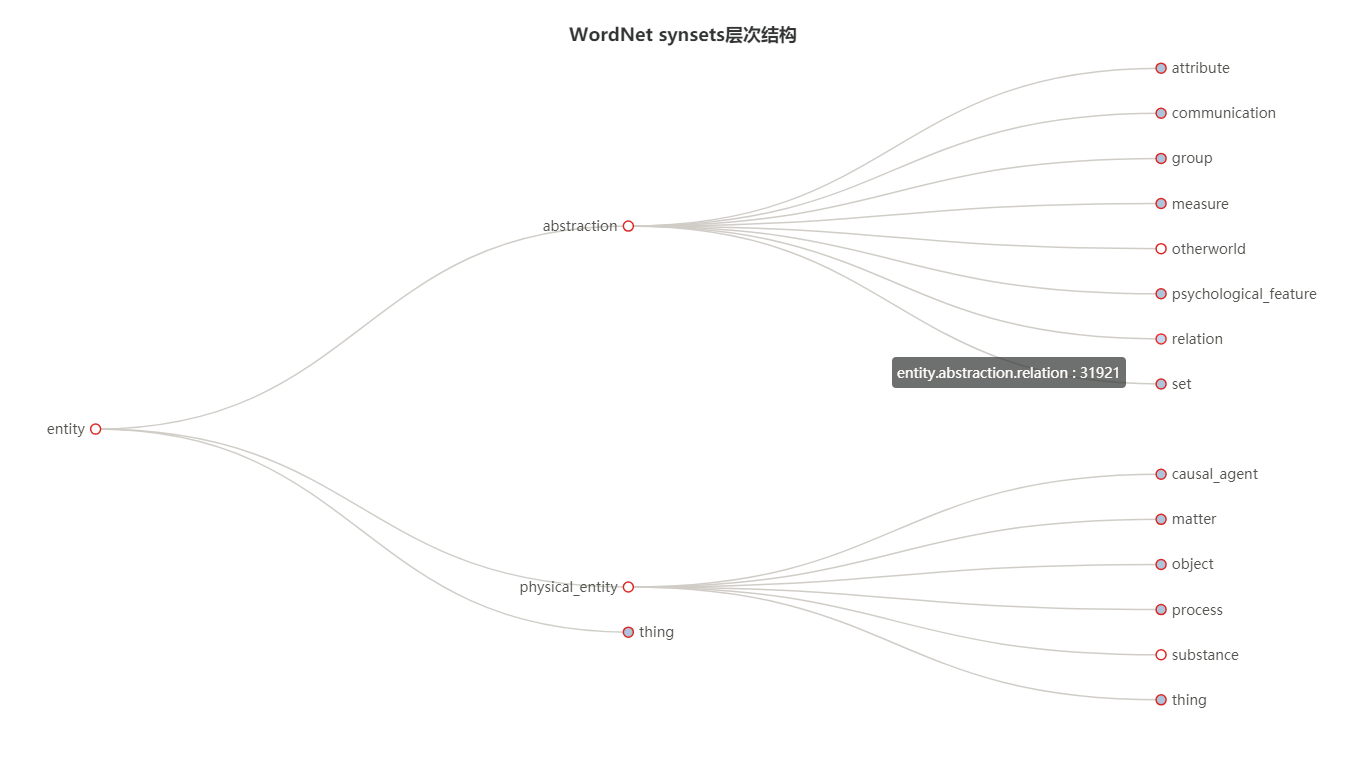 WordNet synsets层次结构
attribute
communication
group
measure
abstraction
otherworld
psychological_feature
relation
entity.abstraction.relation : 31921
set
entity
causal_agent
matter
object
physical_entity
process
thing
substance
thing